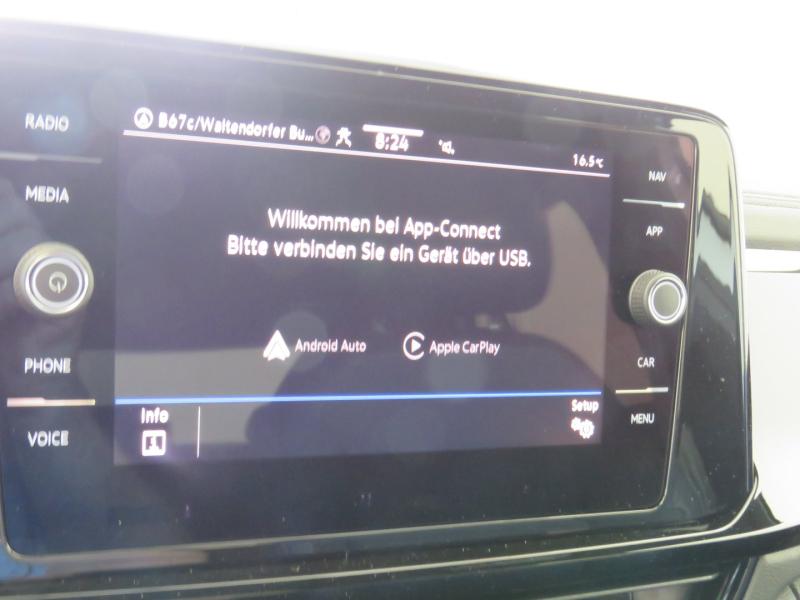 RADIO
MEDIA
PHONE
VOICE
B67c/Waltendorfer Bu...
8:24
16.5°C
Willkommen bei App-Connect
Bitte verbinden Sie ein Gerät über USB.
Android Auto
Apple CarPlay
Info
Setup
NAV
APP
CAR
MENU